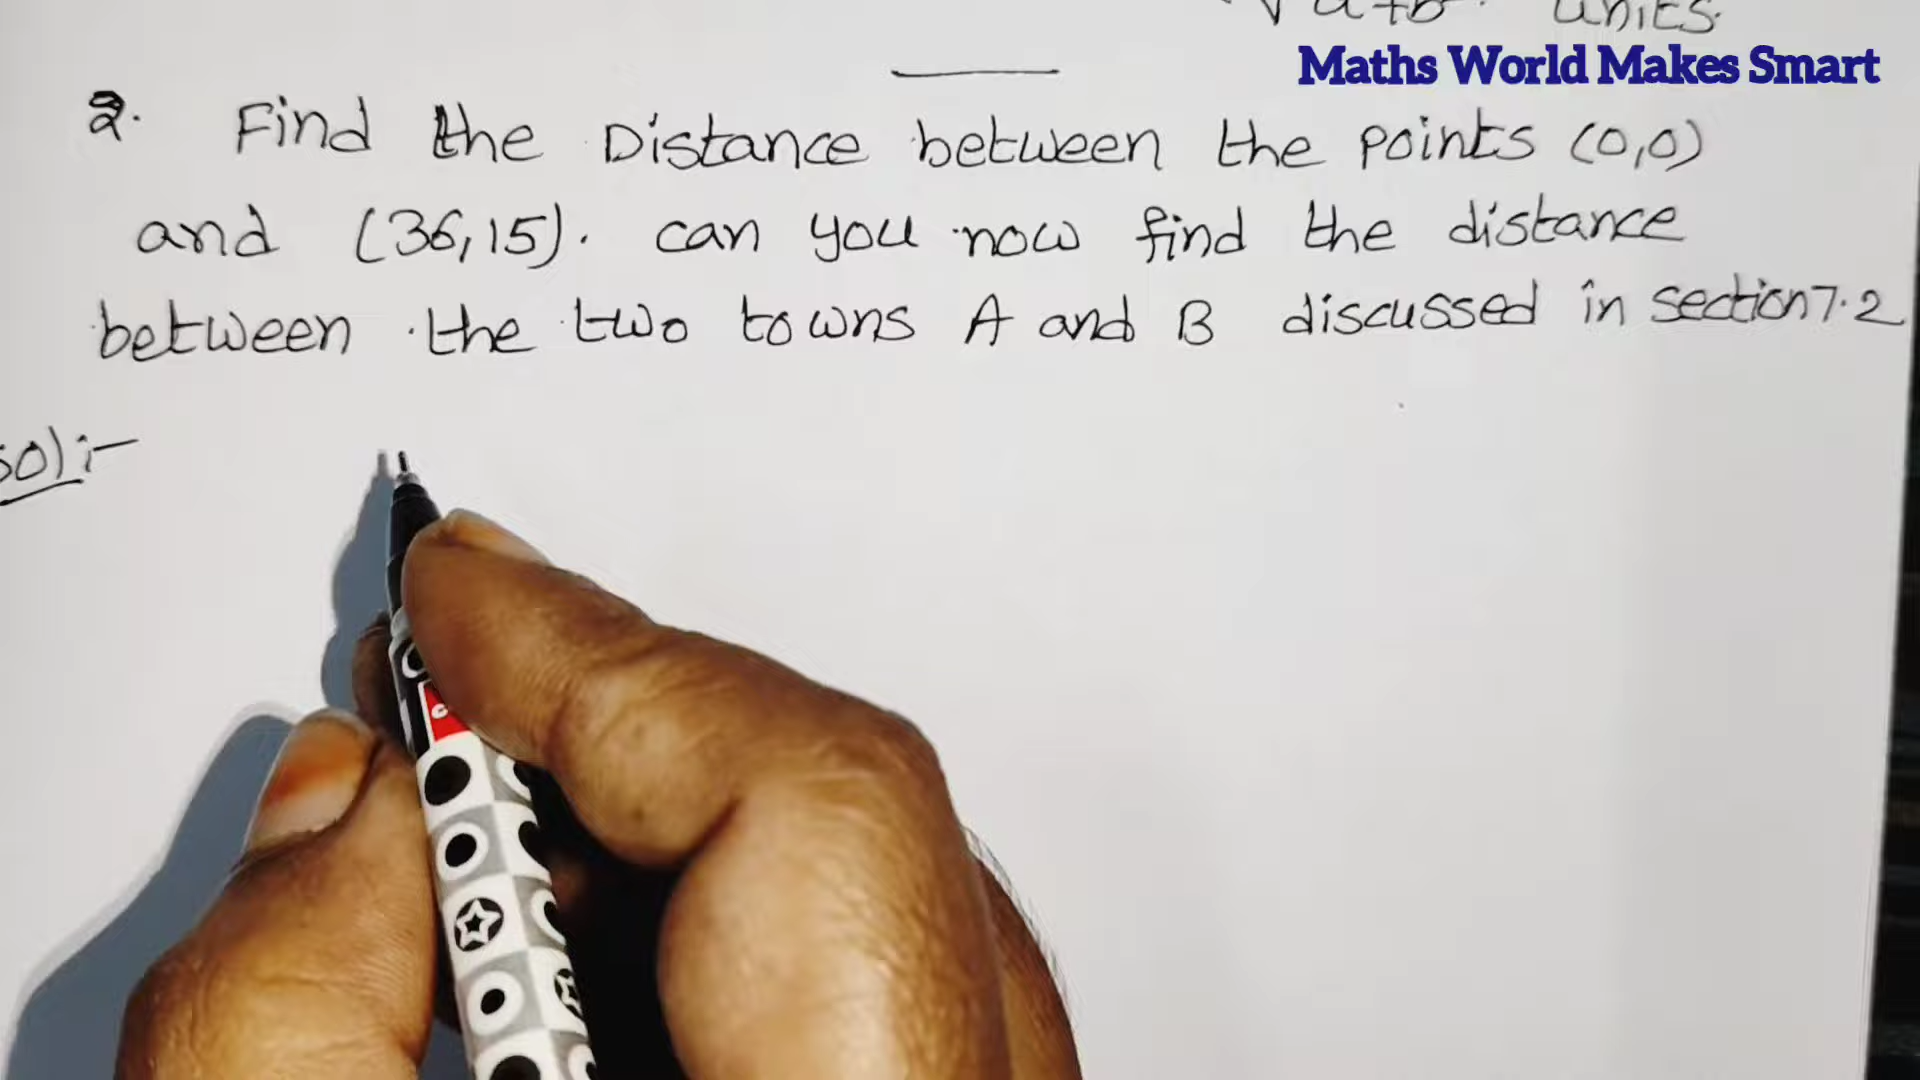 units.
Maths World Makes Smart
2. Find the Distance between the points (0,0)
and (36,15). can you now find the distance
between the two towns A and B discussed in section 7.2
Sol:-